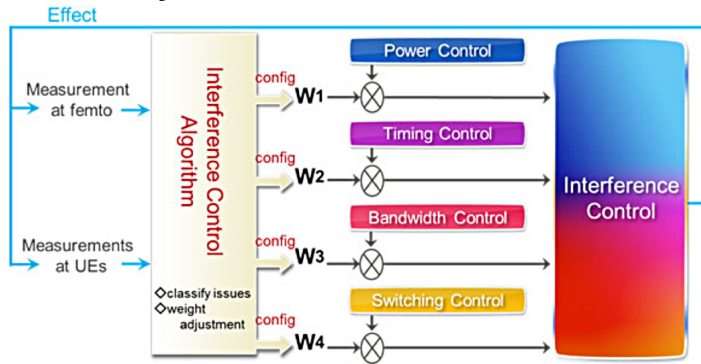 Effect
Measurement
at femto
Measurements
at UEs
Interference Control
Algorithm
◇classify issues
◇weight
adjustment
config
W1
config
W2
config
W3
config
W4
Power Control
Timing Control
Bandwidth Control
Switching Control
Interference
Control